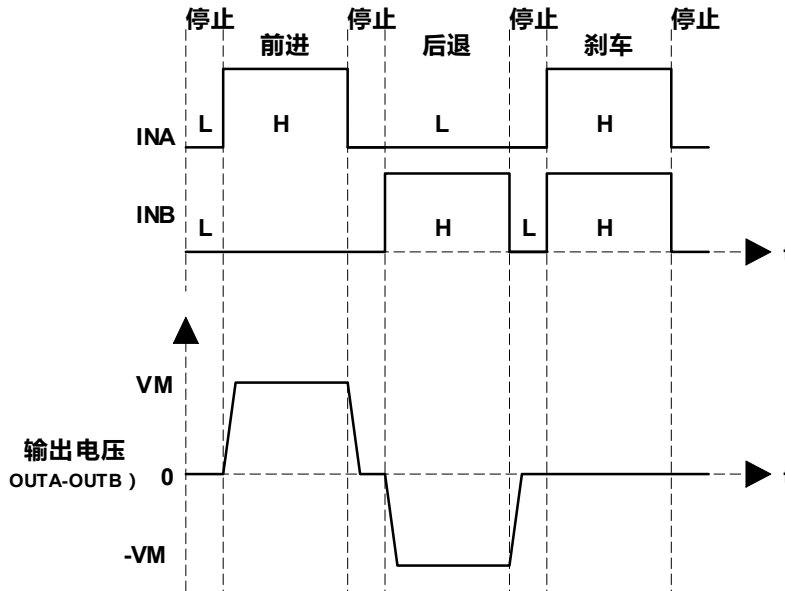 停止 停止 停止 停止
前进 后退 刹车
L H L H
INA
INB
L H L H
VM
输出电压
OUTA-OUTB ) 0
-VM